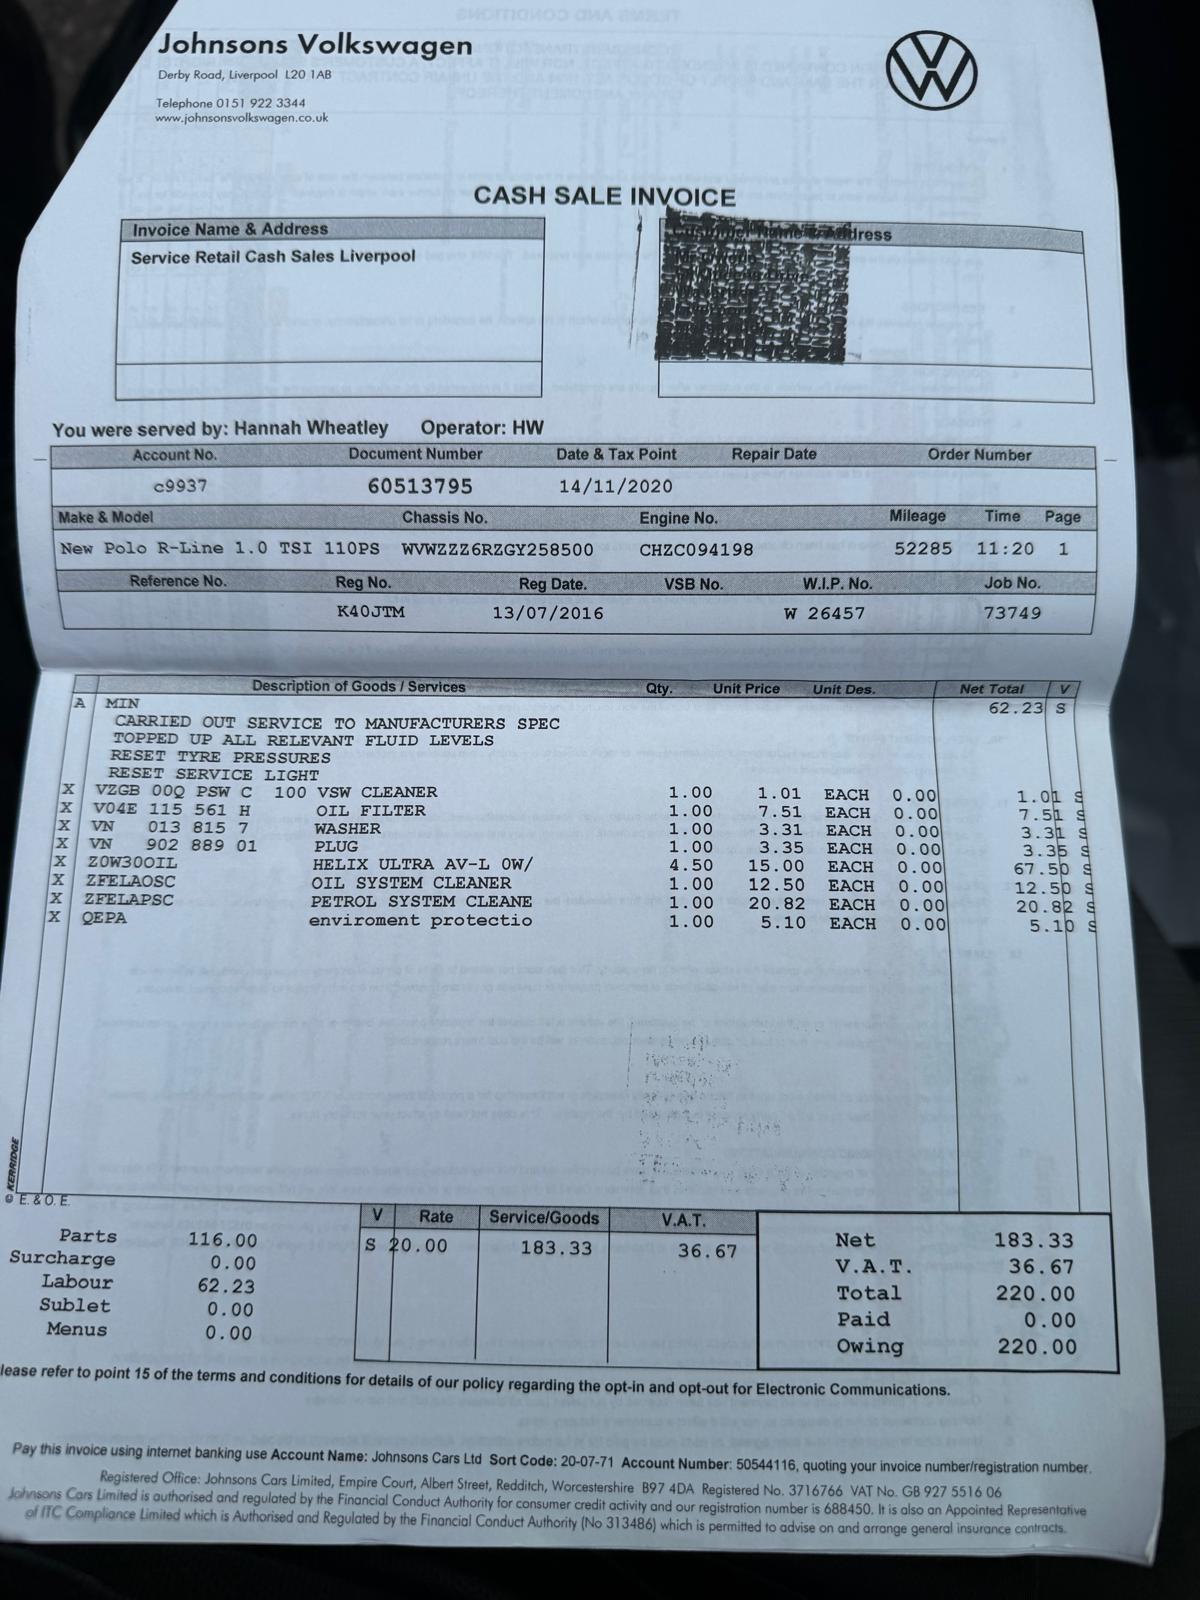 Johnsons Volkswagen
Derby Road, Liverpool L20 1AB
Telephone 0151 922 3344
www.johnsonsvolkswagen.co.uk
CASH SALE INVOICE
Invoice Name & Address
Service Retail Cash Sales Liverpool
Customer Name & Address
You were served by: Hannah Wheatley Operator: HW
Account No. Document Number Date & Tax Point Repair Date Order Number
c9937 60513795 14/11/2020
Make & Model Chassis No. Engine No. Mileage Time Page
New Polo R-Line 1.0 TSI 110PS WVWZZZ6RZGY258500 CHZC094198 52285 11:20 1
Reference No. Reg No. Reg Date. VSB No. W.I.P. No. Job No.
K40JTM 13/07/2016 W 26457 73749
Description of Goods / Services Qty. Unit Price Unit Des. Net Total V
A MIN 62.23 S
CARRIED OUT SERVICE TO MANUFACTURERS SPEC
TOPPED UP ALL RELEVANT FLUID LEVELS
RESET TYRE PRESSURES
RESET SERVICE LIGHT
X VZGB 00Q PSW C 100 VSW CLEANER 1.00 1.01 EACH 0.00 1.01 S
X V04E 115 561 H OIL FILTER 1.00 7.51 EACH 0.00 7.51 S
X VN 013 815 7 WASHER 1.00 3.31 EACH 0.00 3.31 S
X VN 902 889 01 PLUG 1.00 3.35 EACH 0.00 3.35 S
X Z0W30OIL HELIX ULTRA AV-L 0W/ 4.50 15.00 EACH 0.00 67.50 S
X ZFELAOSC OIL SYSTEM CLEANER 1.00 12.50 EACH 0.00 12.50 S
X ZFELAPSC PETROL SYSTEM CLEANE 1.00 20.82 EACH 0.00 20.82 S
X QEPA enviroment protectio 1.00 5.10 EACH 0.00 5.10 S
KERRIDGE
© E. & O. E.
Parts 116.00
Surcharge 0.00
Labour 62.23
Sublet 0.00
Menus 0.00
V Rate Service/Goods V.A.T.
S 20.00 183.33 36.67
Net 183.33
V.A.T. 36.67
Total 220.00
Paid 0.00
Owing 220.00
lease refer to point 15 of the terms and conditions for details of our policy regarding the opt-in and opt-out for Electronic Communications.
Pay this invoice using internet banking use Account Name: Johnsons Cars Ltd Sort Code: 20-07-71 Account Number: 50544116, quoting your invoice number/registration number.
Registered Office: Johnsons Cars Limited, Empire Court, Albert Street, Redditch, Worcestershire B97 4DA Registered No. 3716766 VAT No. GB 927 5516 06
Johnsons Cars Limited is authorised and regulated by the Financial Conduct Authority for consumer credit activity and our registration number is 688450. It is also an Appointed Representative
of ITC Compliance Limited which is Authorised and Regulated by the Financial Conduct Authority (No 313486) which is permitted to advise on and arrange general insurance contracts.